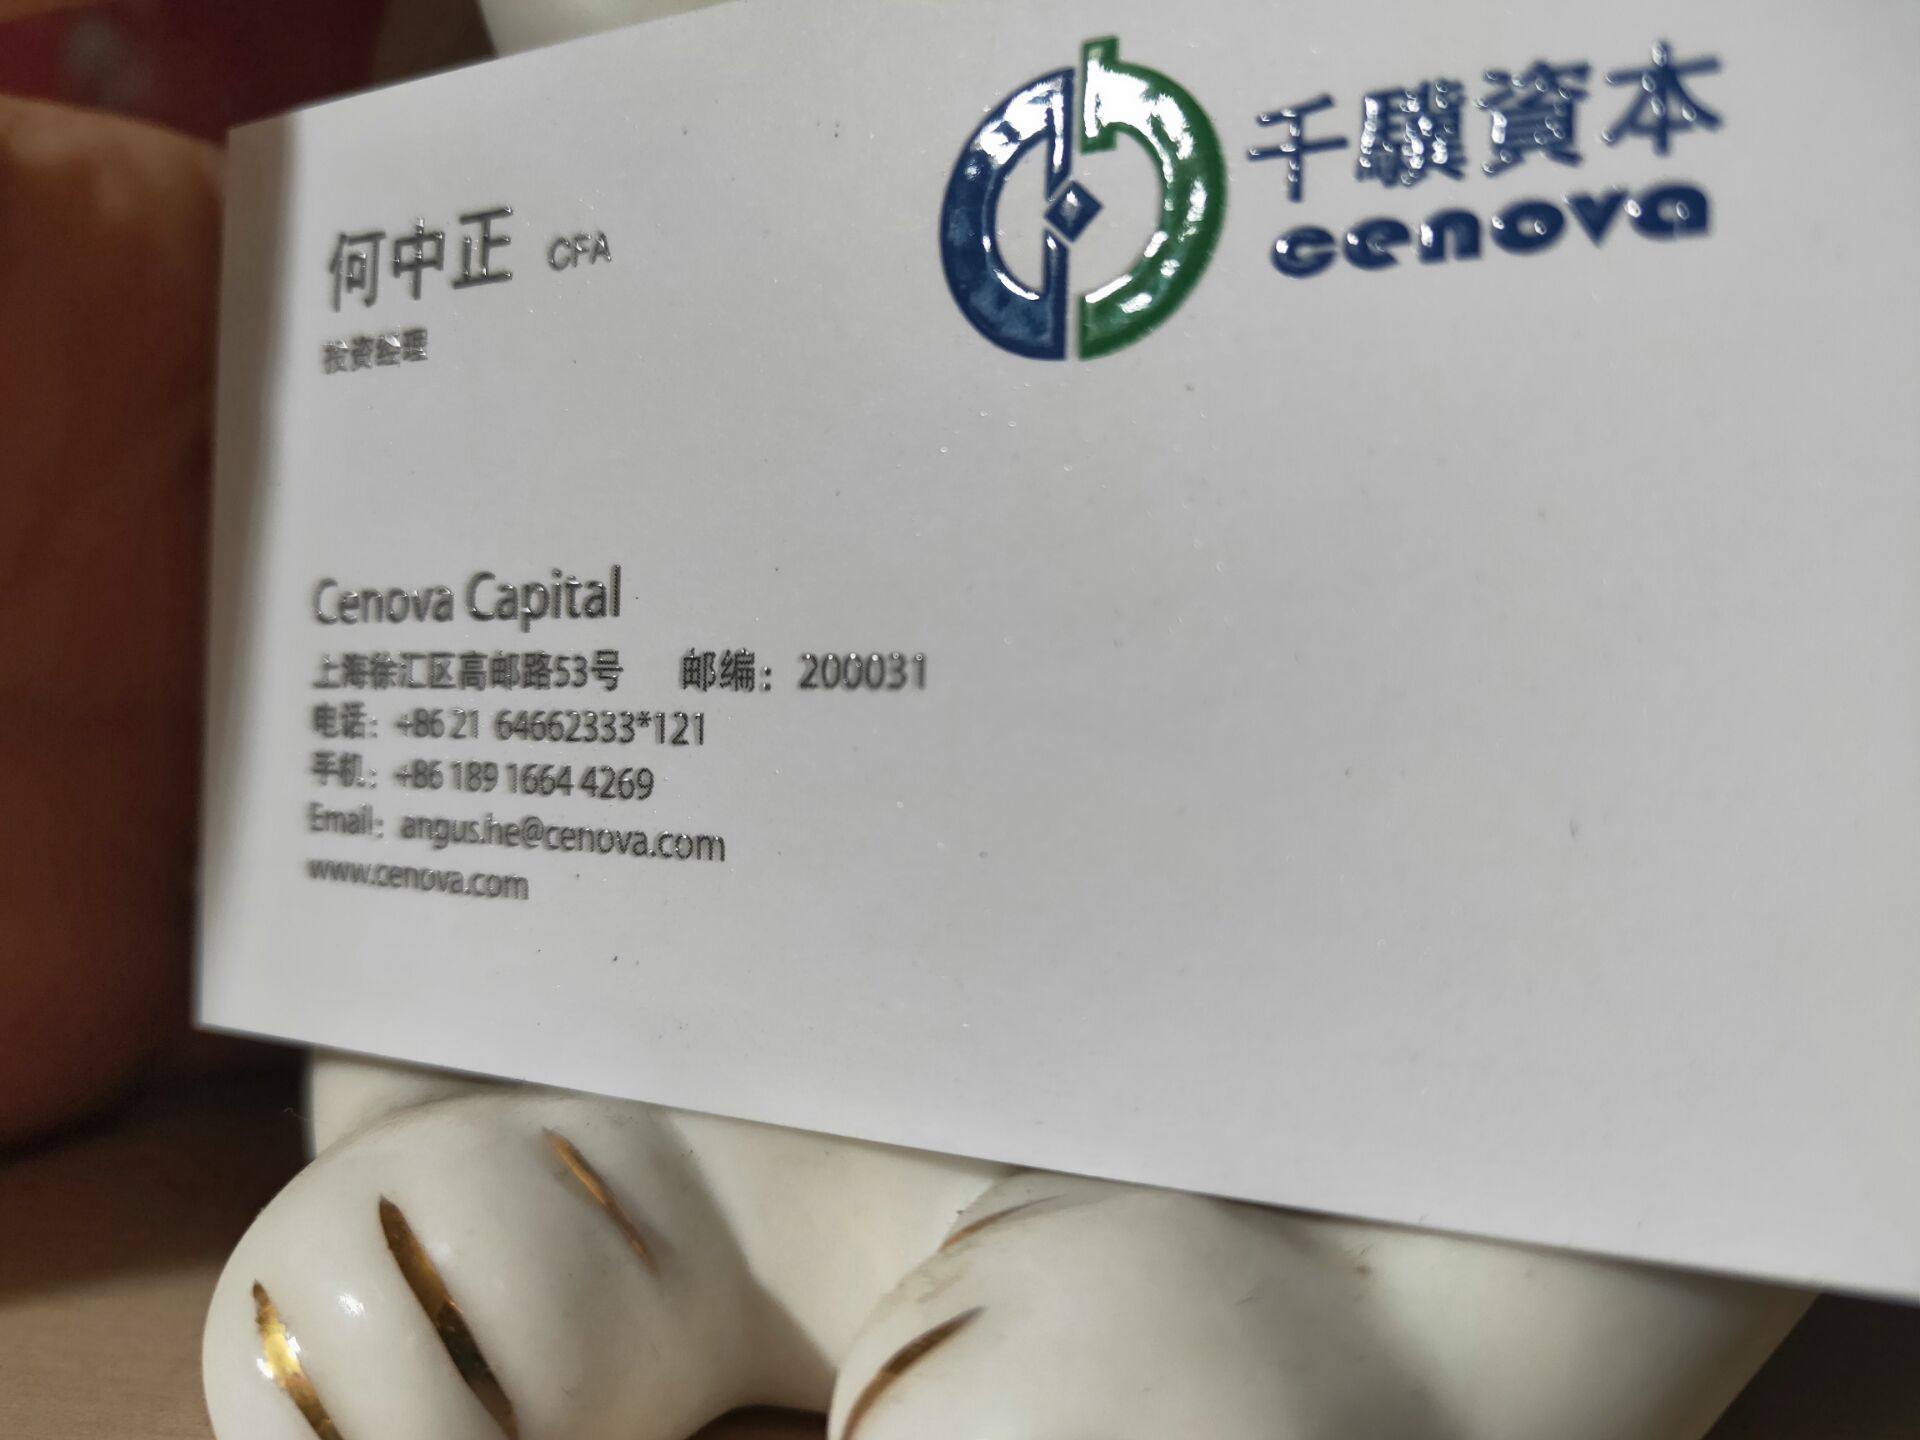 千驥資本
cenova
何中正 CFA
投资经理
Cenova Capital
上海徐汇区高邮路53号 邮编：200031
电话：+86 21 64662333*121
手机：+86 189 1664 4269
Email：angus.he@cenova.com
www.cenova.com